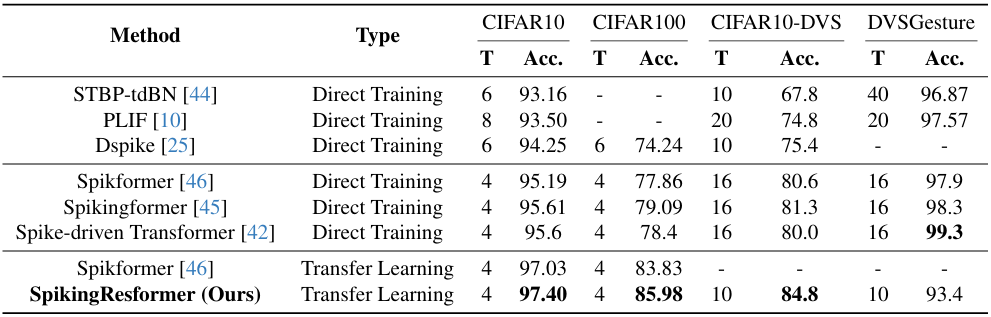 Method Type CIFAR10 CIFAR100 CIFAR10-DVS DVSGesture
T Acc. T Acc. T Acc. T Acc.
STBP-tdBN [44] Direct Training 6 93.16 - - 10 67.8 40 96.87
PLIF [10] Direct Training 8 93.50 - - 20 74.8 20 97.57
Dspike [25] Direct Training 6 94.25 6 74.24 10 75.4 - -
Spikformer [46] Direct Training 4 95.19 4 77.86 16 80.6 16 97.9
Spikingformer [45] Direct Training 4 95.61 4 79.09 16 81.3 16 98.3
Spike-driven Transformer [42] Direct Training 4 95.6 4 78.4 16 80.0 16 99.3
Spikformer [46] Transfer Learning 4 97.03 4 83.83 - - - -
SpikingResformer (Ours) Transfer Learning 4 97.40 4 85.98 10 84.8 10 93.4